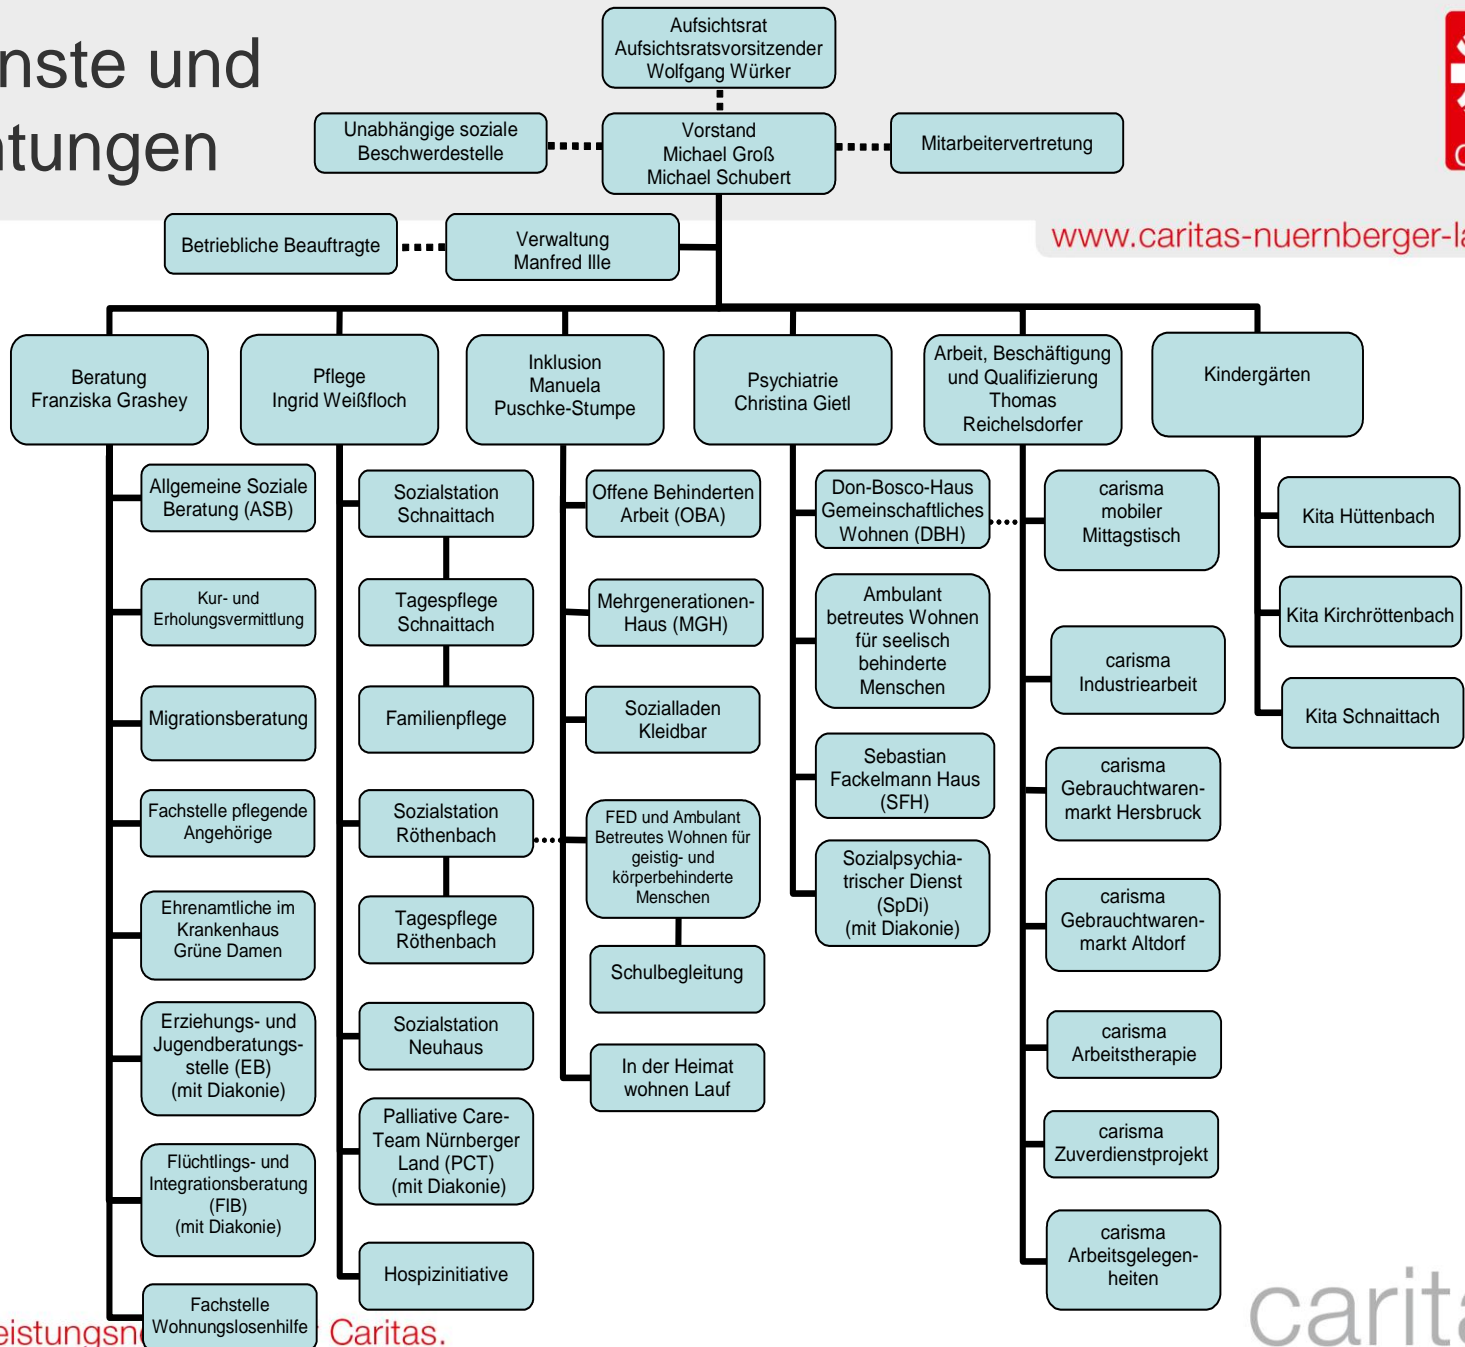 nste und
Aufsichtsrat
Aufsichtsratsvorsitzender
Wolfgang Würker
ntungen
Unabhängige soziale
Beschwerdestelle
Vorstand
Michael Groß
Michael Schubert
Mitarbeitervertretung
Betriebliche Beauftragte
Verwaltung
Manfred Ille
www.caritas-nuernberger-la
Beratung
Franziska Grashey
Pflege
Ingrid Weißfloch
Inklusion
Manuela
Puschke-Stumpe
Psychiatrie
Christina Gietl
Arbeit, Beschäftigung
und Qualifizierung
Thomas
Reichelsdorfer
Kindergärten
Allgemeine Soziale
Beratung (ASB)
Kur- und
Erholungsvermittlung
Migrationsberatung
Fachstelle pflegende
Angehörige
Ehrenamtliche im
Krankenhaus
Grüne Damen
Erziehungs- und
Jugendberatungs-
stelle (EB)
(mit Diakonie)
Flüchtlings- und
Integrationsberatung
(FIB)
(mit Diakonie)
Fachstelle
Wohnungslosenhilfe
Sozialstation
Schnaittach
Tagespflege
Schnaittach
Familienpflege
Sozialstation
Röthenbach
Tagespflege
Röthenbach
Sozialstation
Neuhaus
Palliative Care-
Team Nürnberger
Land (PCT)
(mit Diakonie)
Hospizinitiative
Offene Behinderten
Arbeit (OBA)
Mehrgenerationen-
Haus (MGH)
Sozialladen
Kleidbar
FED und Ambulant
Betreutes Wohnen für
geistig- und
körperbehinderte
Menschen
Schulbegleitung
In der Heimat
wohnen Lauf
Don-Bosco-Haus
Gemeinschaftliches
Wohnen (DBH)
Ambulant
betreutes Wohnen
für seelisch
behinderte
Menschen
Sebastian
Fackelmann Haus
(SFH)
Sozialpsychia-
trischer Dienst
(SpDi)
(mit Diakonie)
carisma
mobiler
Mittagstisch
carisma
Industriearbeit
carisma
Gebrauchtwaren-
markt Hersbruck
carisma
Gebrauchtwaren-
markt Altdorf
carisma
Arbeitstherapie
carisma
Zuverdienstprojekt
carisma
Arbeitsgelegen-
heiten
Kita Hüttenbach
Kita Kirchröttenbach
Kita Schnaittach
eistungsn Caritas.
carita